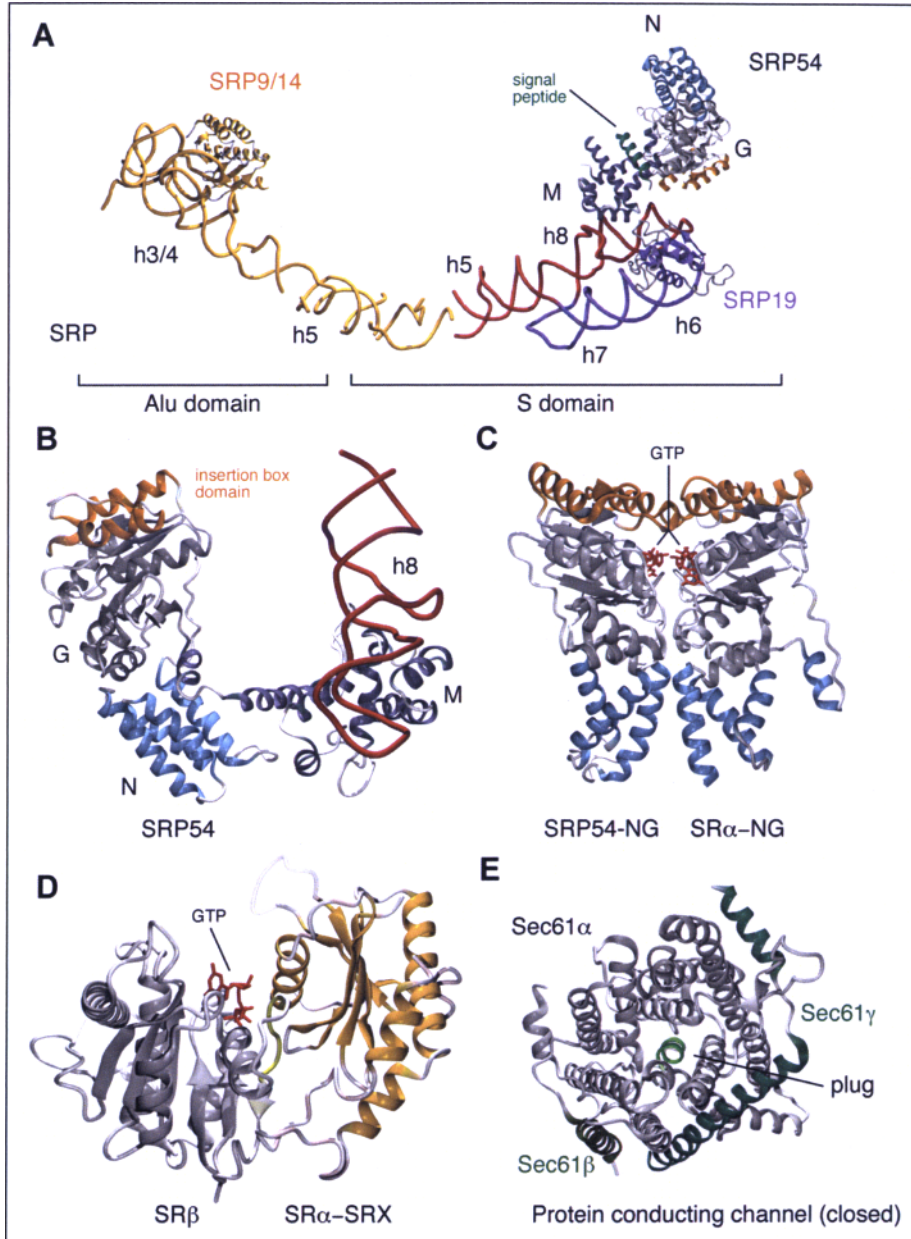 A
N
SRP54
SRP9/14
signal
peptide
G
M
h3/4
h8
h5
SRP19
h5
h6
SRP
h7
Alu domain
S domain
B
C
insertion box
domain
GTP
h8
G
M
N
SRP54
SRP54-NG
SRα-NG
D
E
GTP
Sec61α
Sec61γ
plug
Sec61β
SRβ
SRα-SRX
Protein conducting channel (closed)